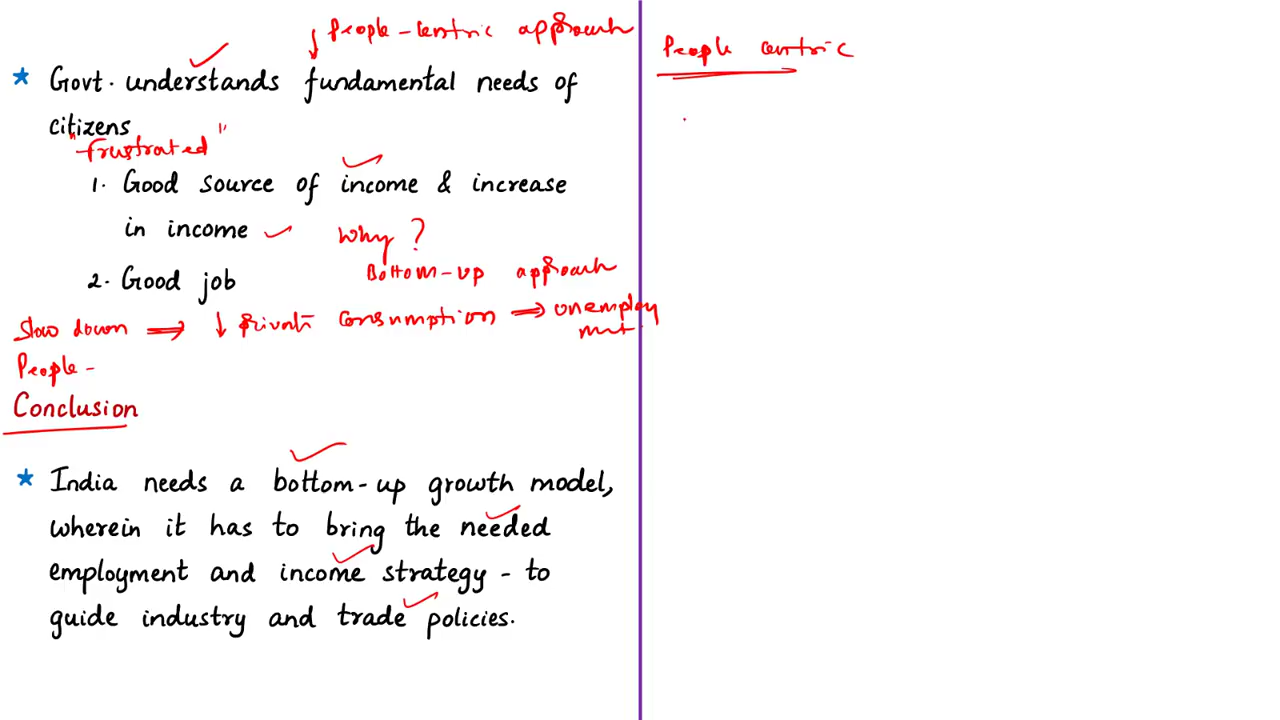 People-centric approach
* Govt. understands fundamental needs of
citizens
"frustrated"
1. Good source of income & increase
in income
Why ?
2. Good job
Bottom-up approach
Slow down ⇒ ↓ private consumption ⇒ unemploy
ment
People -
Conclusion
* India needs a bottom-up growth model,
wherein it has to bring the needed
employment and income strategy - to
guide industry and trade policies.
People centric